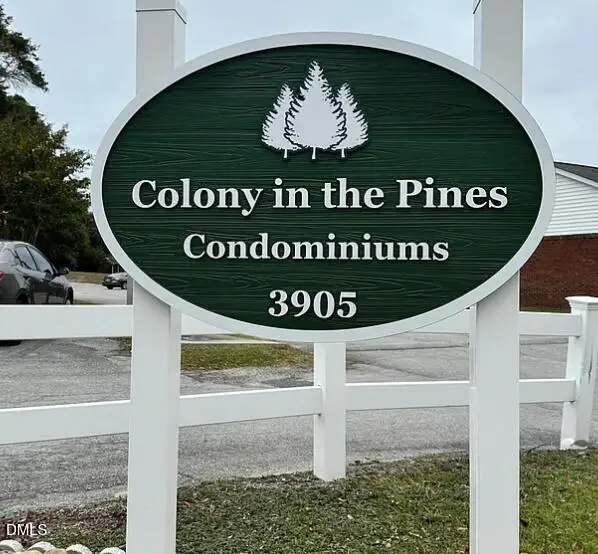 Colony in the Pines
Condominiums
3905
DMLS